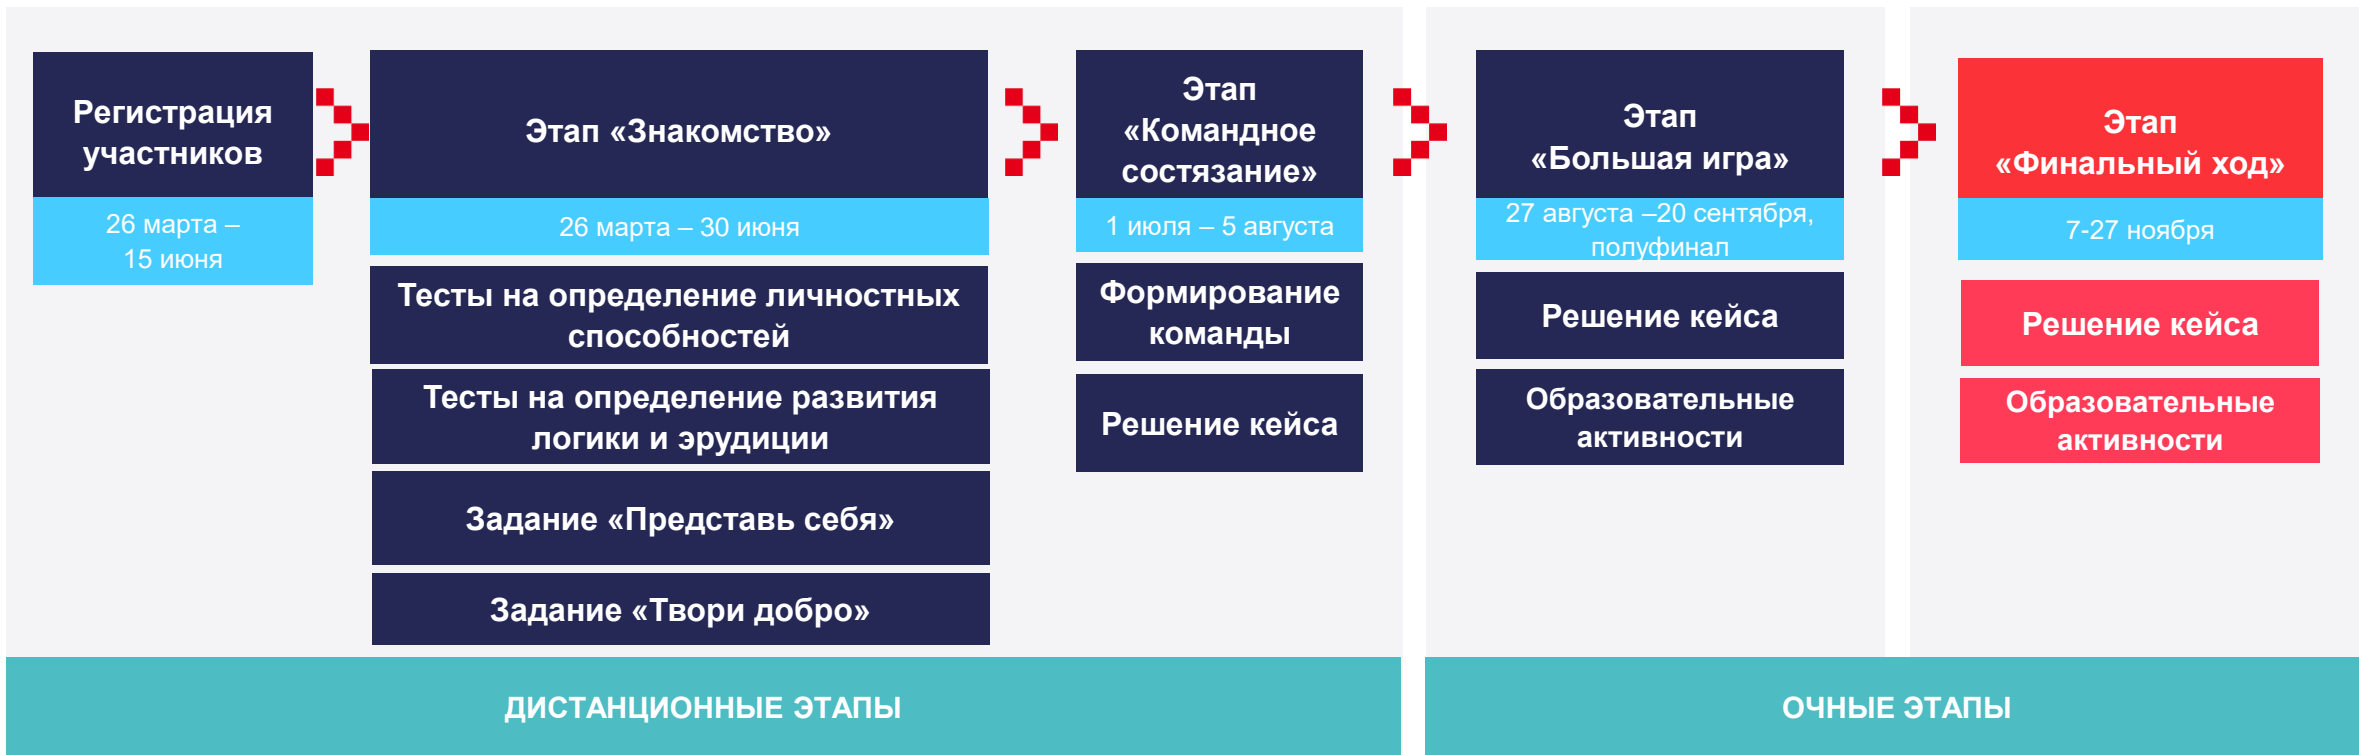 Регистрация
участников
26 марта –
15 июня
Этап «Знакомство»
26 марта – 30 июня
Тесты на определение личностных
способностей
Тесты на определение развития
логики и эрудиции
Задание «Представь себя»
Задание «Твори добро»
Этап
«Командное
состязание»
1 июля – 5 августа
Формирование
команды
Решение кейса
Этап
«Большая игра»
27 августа –20 сентября,
полуфинал
Решение кейса
Образовательные
активности
Этап
«Финальный ход»
7-27 ноября
Решение кейса
Образовательные
активности
ДИСТАНЦИОННЫЕ ЭТАПЫ
ОЧНЫЕ ЭТАПЫ